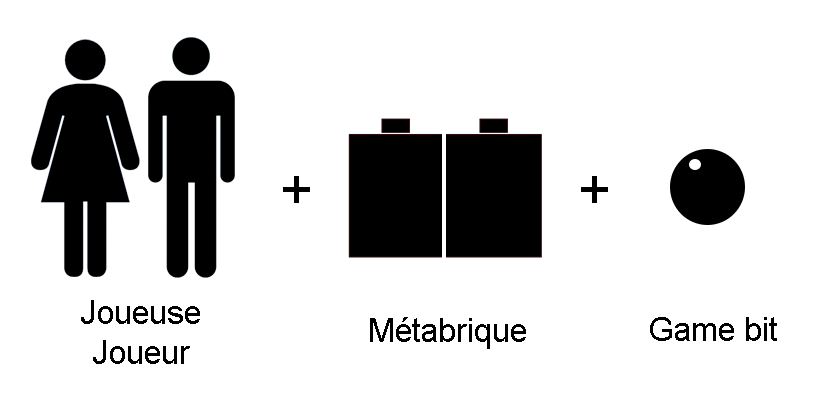 Joueuse
Joueur
+
Métabrique
+
Game bit